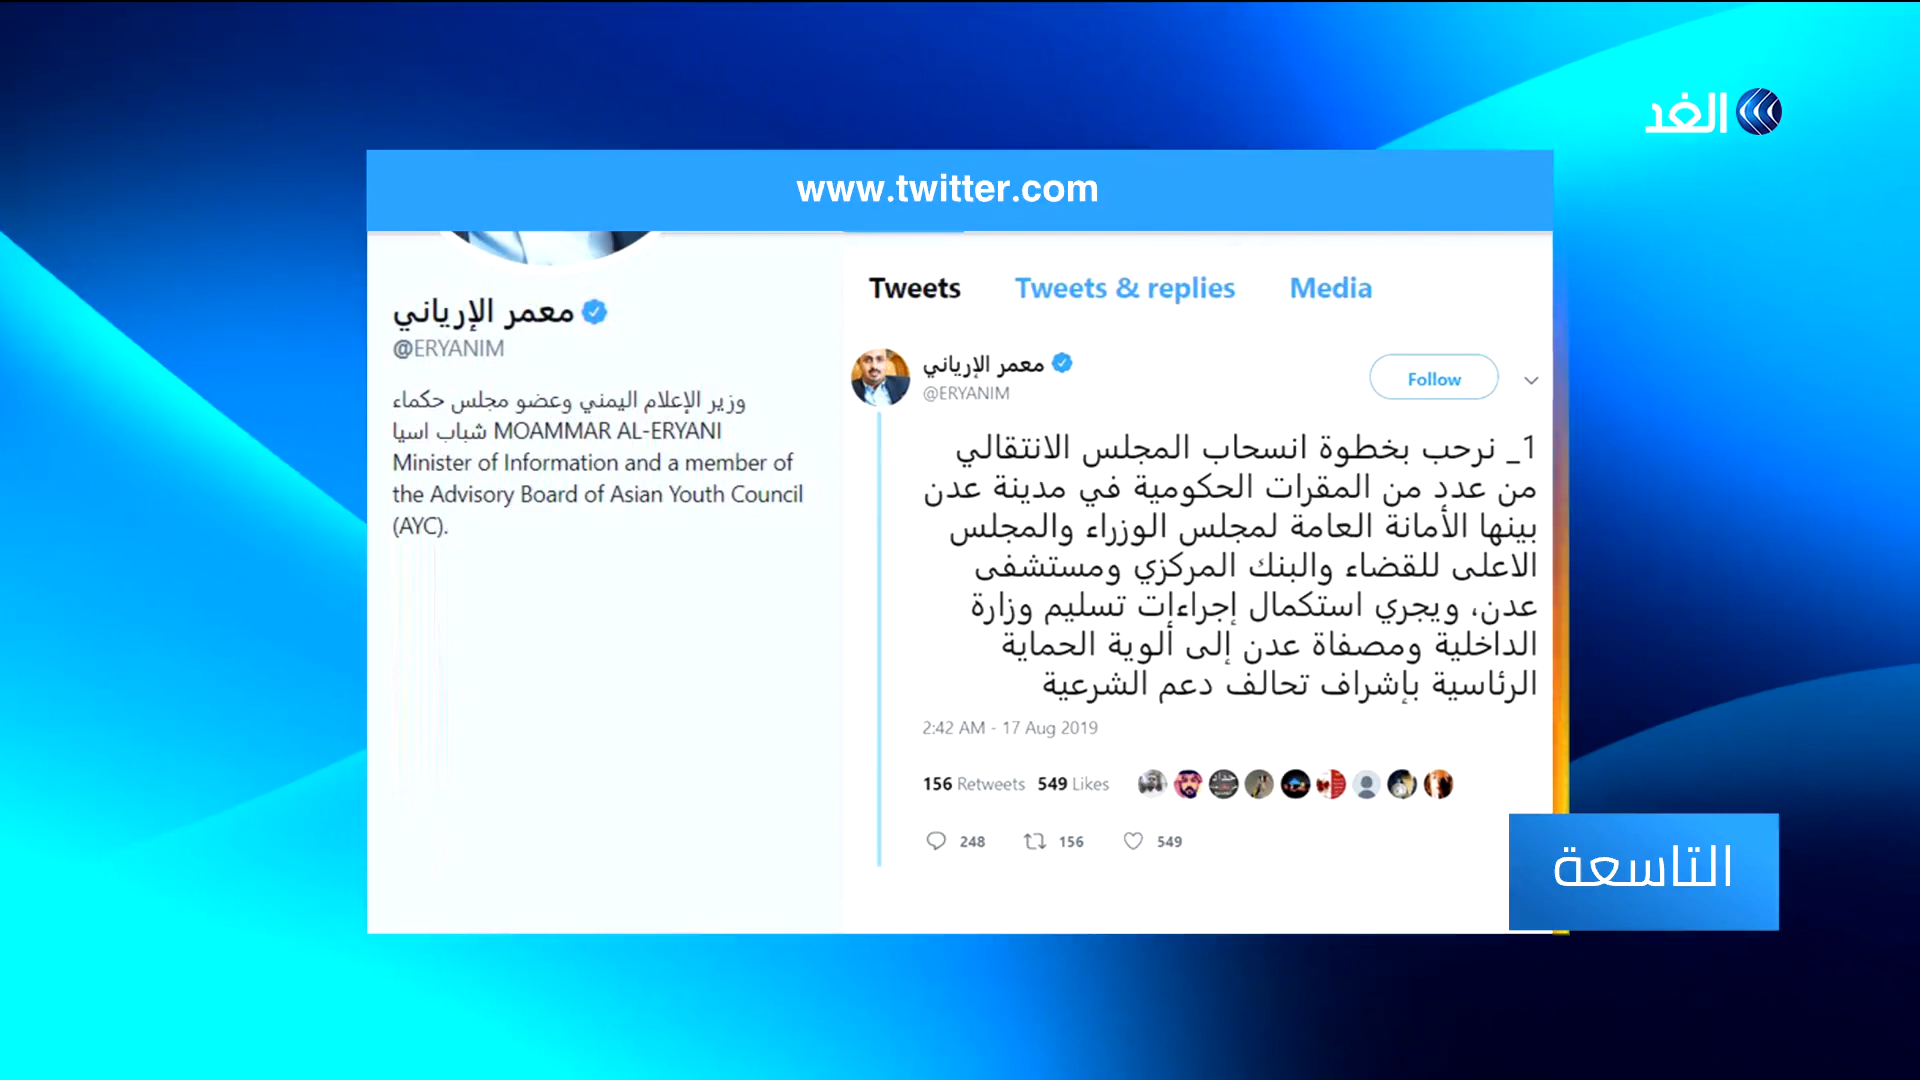 الغد
www.twitter.com
معمر الإرياني
@ERYANIM
وزير الإعلام اليمني وعضو مجلس حكماء
شباب اسيا MOAMMAR AL-ERYANI
Minister of Information and a member of
the Advisory Board of Asian Youth Council
(AYC).
Tweets Tweets & replies Media
معمر الإرياني
@ERYANIM
Follow
1_ نرحب بخطوة انسحاب المجلس الانتقالي
من عدد من المقرات الحكومية في مدينة عدن
بينها الأمانة العامة لمجلس الوزراء والمجلس
الاعلى للقضاء والبنك المركزي ومستشفى
عدن، ويجري استكمال إجراءات تسليم وزارة
الداخلية ومصفاة عدن إلى ألوية الحماية
الرئاسية بإشراف تحالف دعم الشرعية
2:42 AM - 17 Aug 2019
156 Retweets 549 Likes
248 156 549
التاسعة